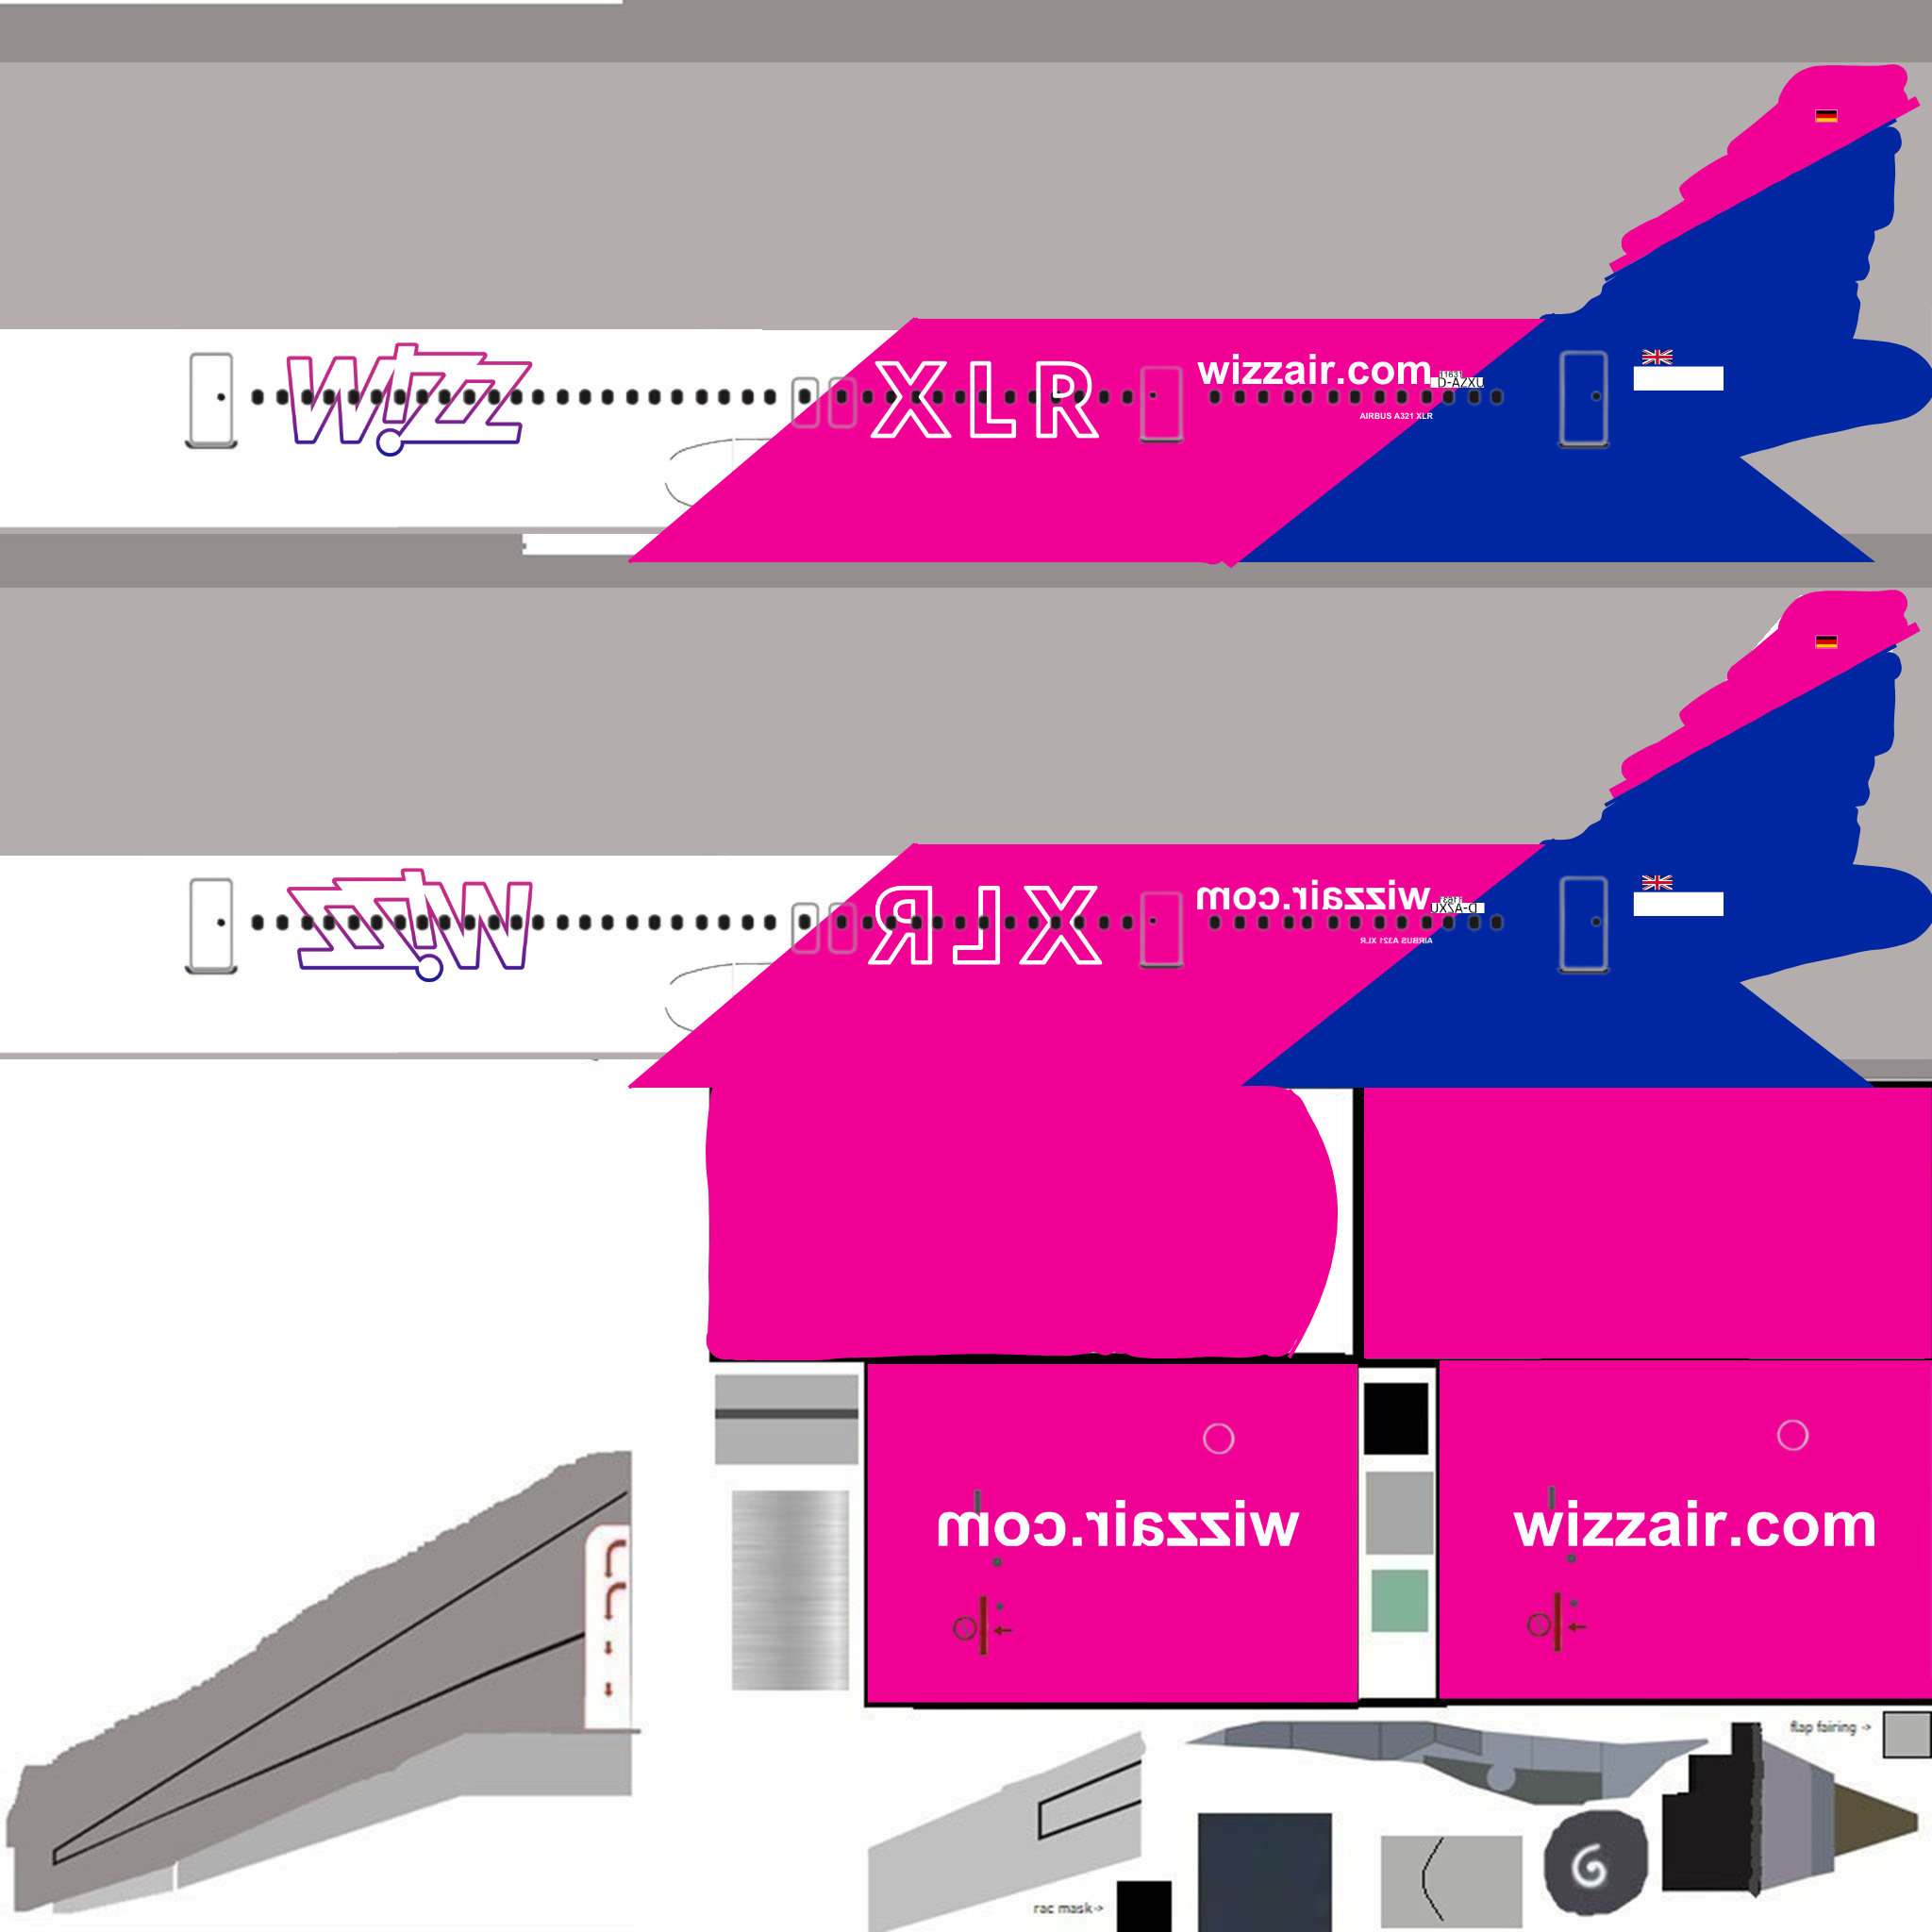 wizz
XLR
wizzair.com
11631
D-AZXU
AIRBUS A321 XLR
wizz
XLR
wizzair.com
D-AZXU
AIRBUS A321 XLR
wizzair.com
wizzair.com
flap fairing ->
rac mask->